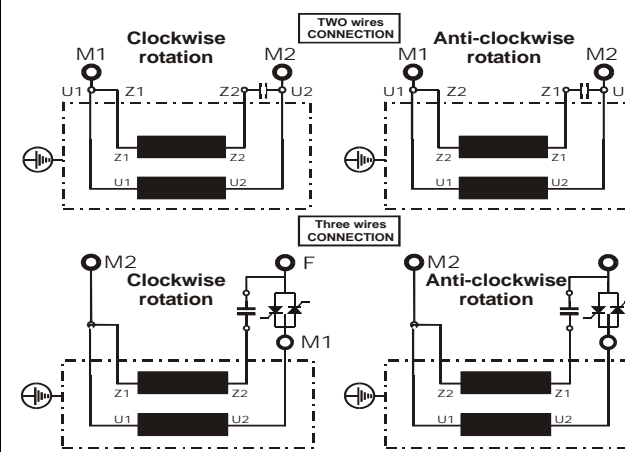 TWO wires
CONNECTION
Clockwise
rotation
Anti-clockwise
rotation
M1
M2
M1
M2
U1
Z1
Z2
U2
U1
Z2
Z1
U
Z1
Z2
Z2
Z1
U1
U2
U1
U2
Three wires
CONNECTION
M2
F
M2
Clockwise
rotation
Anti-clockwise
rotation
M1
Z1
Z2
Z2
Z1
U1
U2
U1
U2